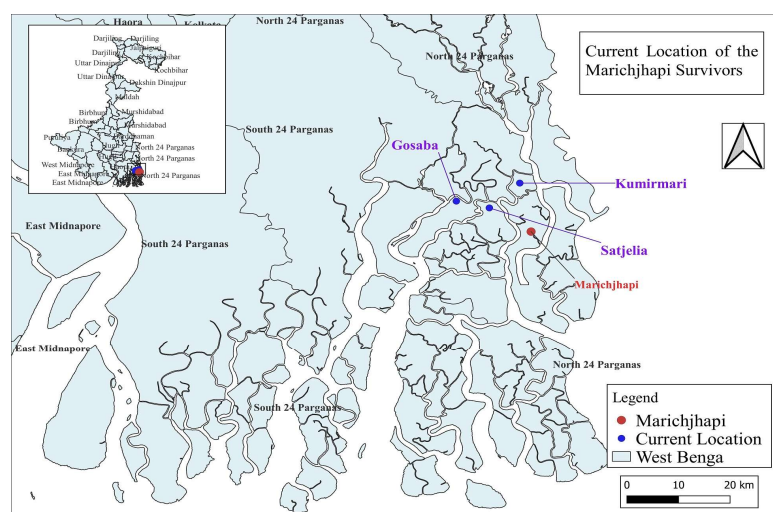 Current Location of the
Marichjhapi Survivors
Haora
Kolkata
North 24 Parganas
North 24 Parganas
Darjiling
Darjiling
Jalpaiguri
Darjiling
Kochbihar
Uttar Dinajpur
Kochbihar
Uttar Dinajpur
Dakshin Dinajpur
Maldah
Birbhum
Murshidabad
Birbhum
Murshidabad
Puruliya
Bankura
Hugli
North 24 Parganas
North 24 Parganas
West Midnapore
East Midnapore
North 24 Parganas
East Midnapore
South 24 Parganas
Gosaba
Kumirmari
East Midnapore
South 24 Parganas
Satjelia
Marichjhapi
East Midnapore
North 24 Parganas
South 24 Parganas
Legend
Marichjhapi
Current Location
West Benga
0 10 20 km